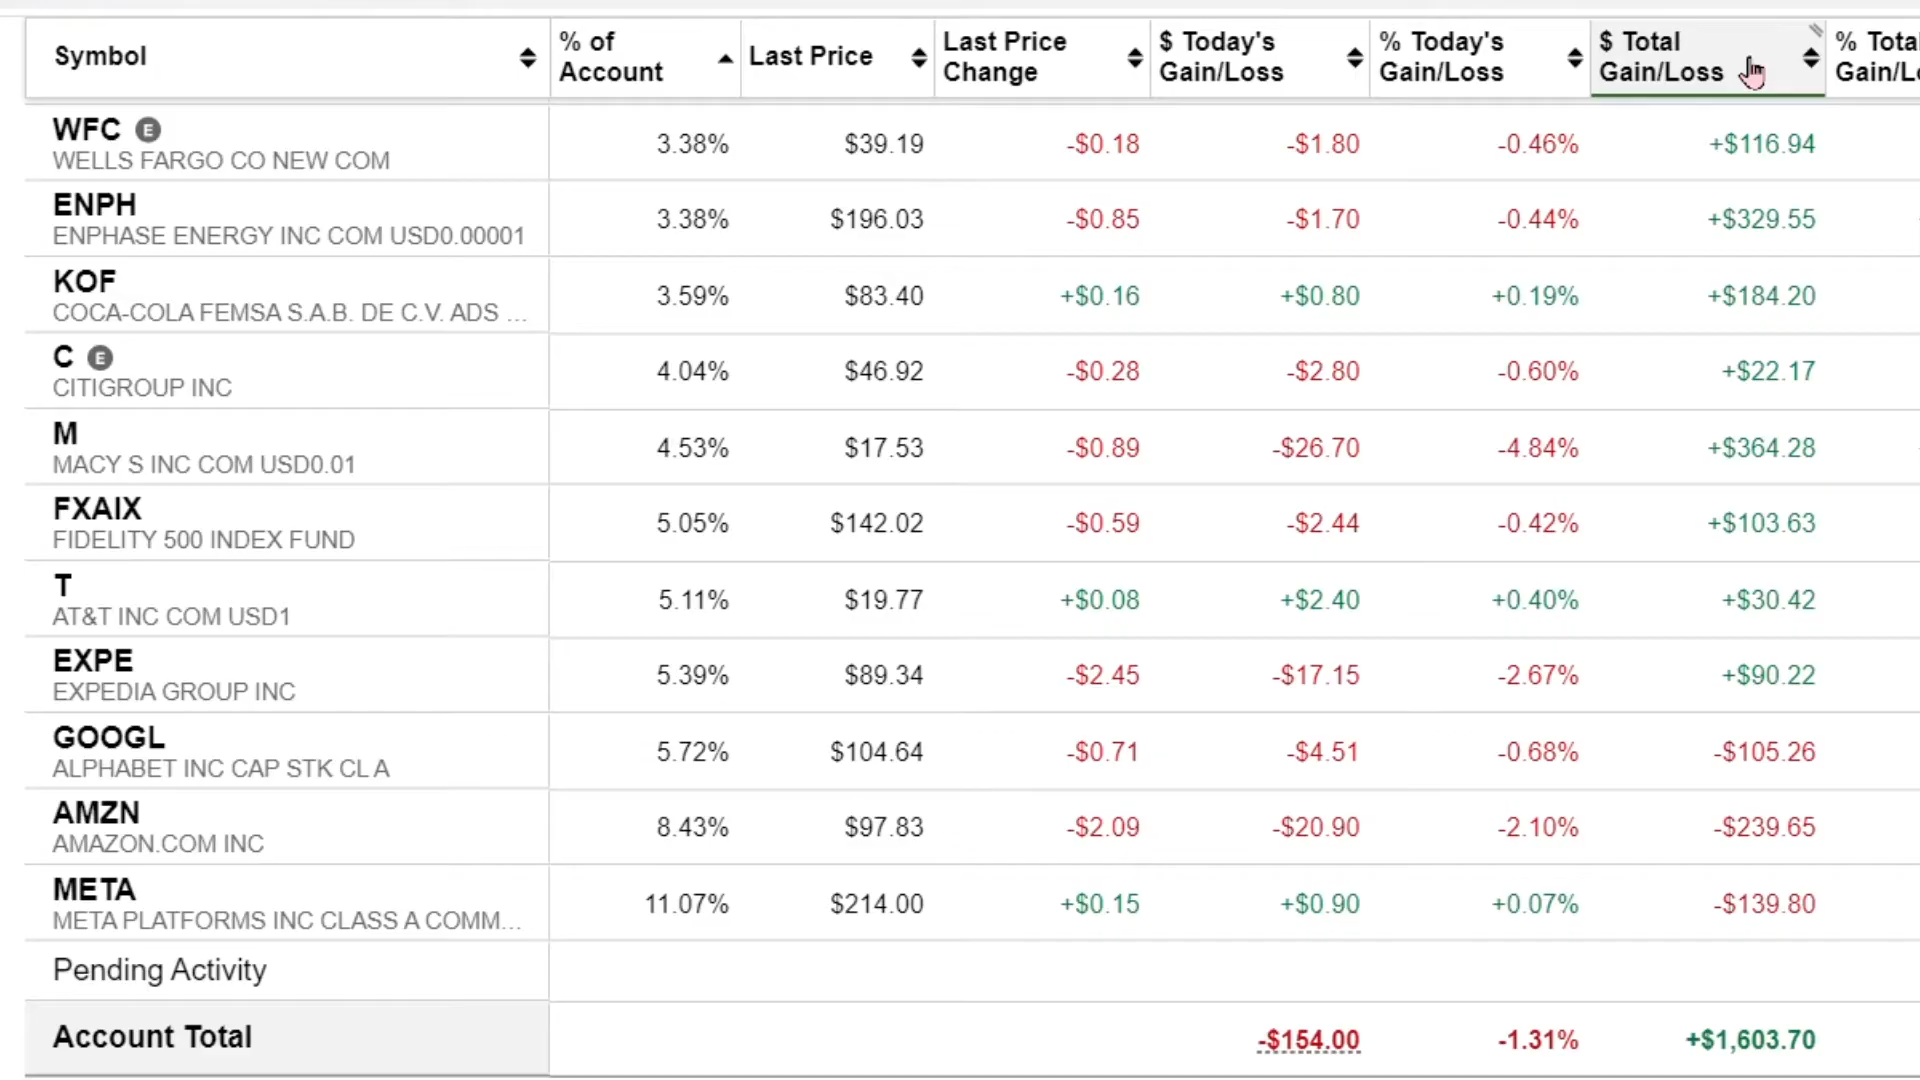 Symbol % of Account Last Price Last Price Change $ Today's Gain/Loss % Today's Gain/Loss $ Total Gain/Loss % Gain/
WFC E 3.38% $39.19 -$0.18 -$1.80 -0.46% +$116.94
WELLS FARGO CO NEW COM
ENPH 3.38% $196.03 -$0.85 -$1.70 -0.44% +$329.55
ENPHASE ENERGY INC COM USD0.00001
KOF 3.59% $83.40 +$0.16 +$0.80 +0.19% +$184.20
COCA-COLA FEMSA S.A.B. DE C.V. ADS ...
C E 4.04% $46.92 -$0.28 -$2.80 -0.60% +$22.17
CITIGROUP INC
M 4.53% $17.53 -$0.89 -$26.70 -4.84% +$364.28
MACY S INC COM USD0.01
FXAIX 5.05% $142.02 -$0.59 -$2.44 -0.42% +$103.63
FIDELITY 500 INDEX FUND
T 5.11% $19.77 +$0.08 +$2.40 +0.40% +$30.42
AT&T INC COM USD1
EXPE 5.39% $89.34 -$2.45 -$17.15 -2.67% +$90.22
EXPEDIA GROUP INC
GOOGL 5.72% $104.64 -$0.71 -$4.51 -0.68% -$105.26
ALPHABET INC CAP STK CL A
AMZN 8.43% $97.83 -$2.09 -$20.90 -2.10% -$239.65
AMAZON.COM INC
META 11.07% $214.00 +$0.15 +$0.90 +0.07% -$139.80
META PLATFORMS INC CLASS A COMM...
Pending Activity
Account Total -$154.00 -1.31% +$1,603.70